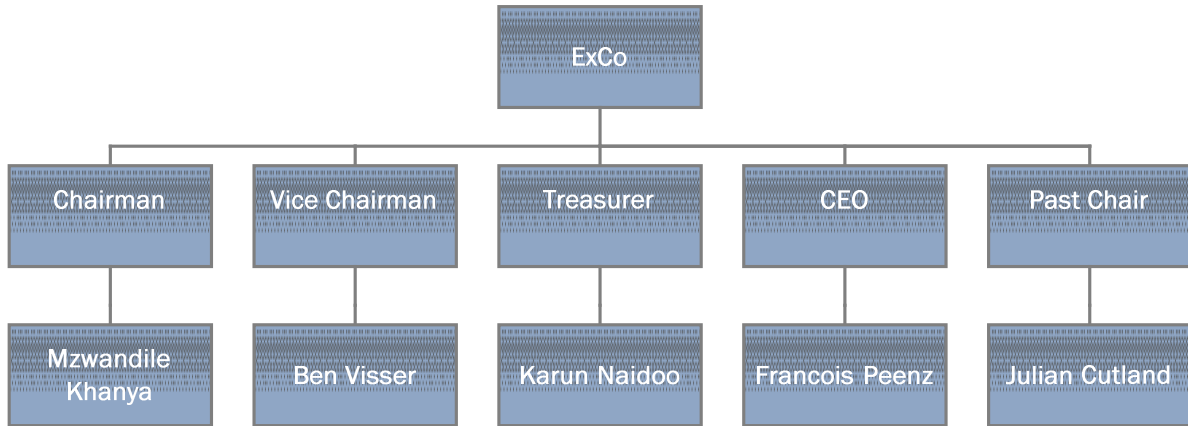 ExCo
Chairman
Vice Chairman
Treasurer
CEO
Past Chair
Mzwandile
Khanya
Ben Visser
Karun Naidoo
Francois Peenz
Julian Cutland